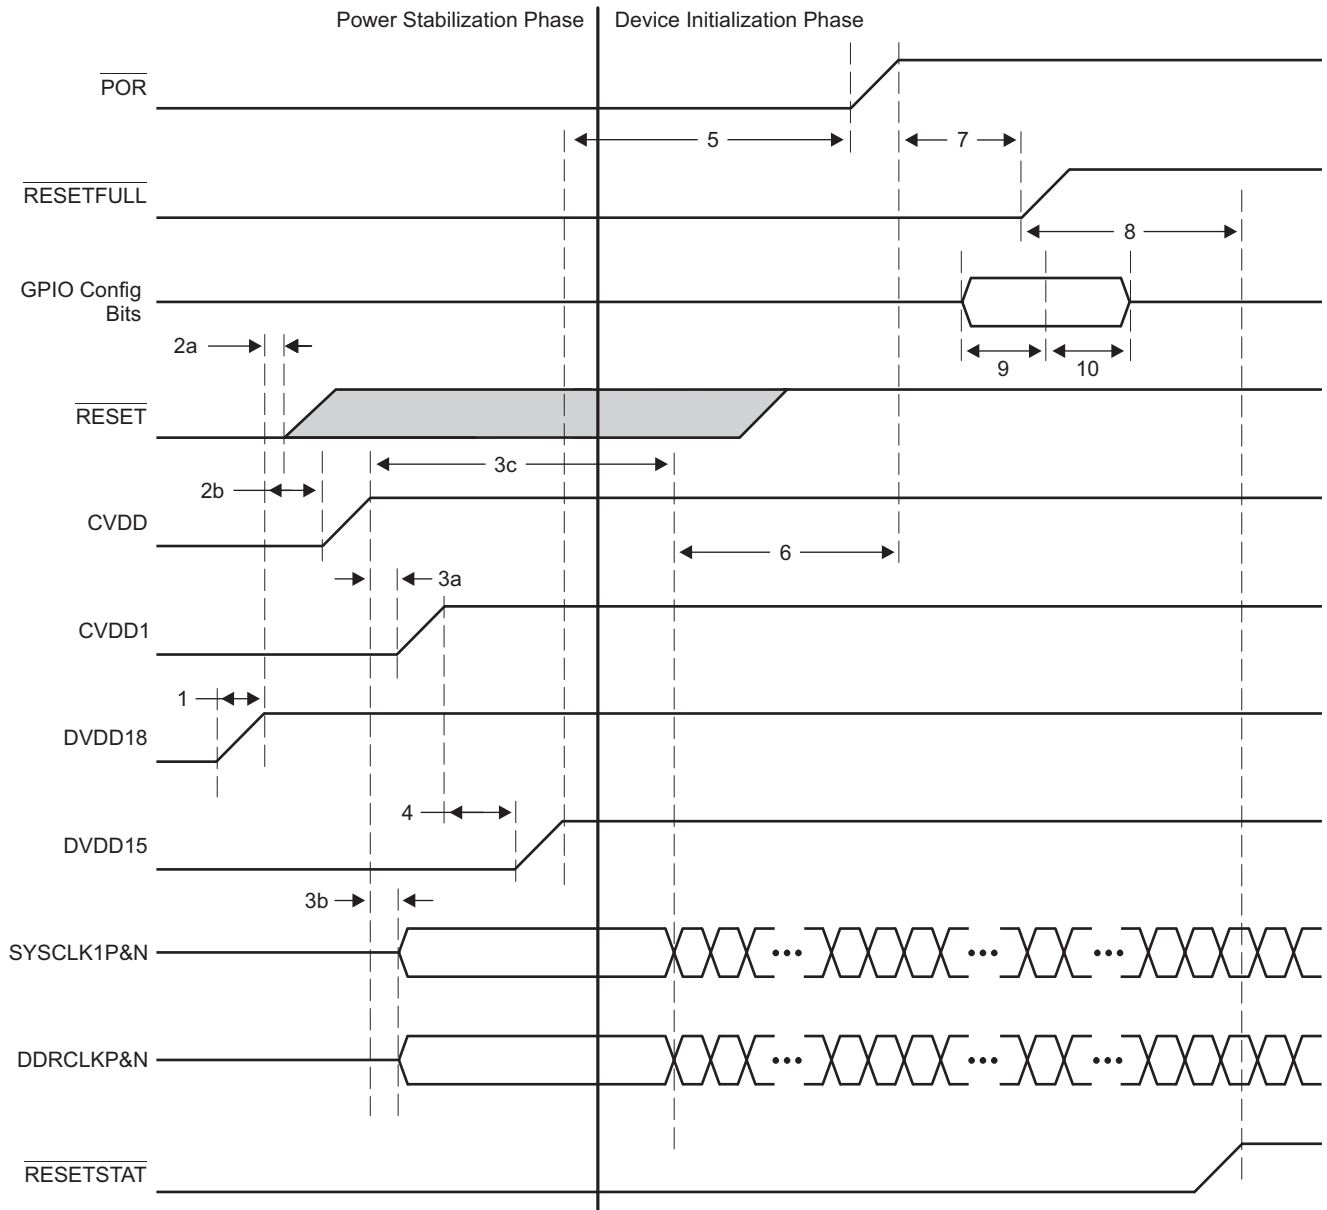 Power Stabilization Phase
Device Initialization Phase
POR
5
7
RESETFULL
8
GPIO Config
Bits
2a
9
10
RESET
3c
2b
CVDD
6
3a
CVDD1
1
DVDD18
4
DVDD15
3b
SYSCLK1P&N
DDRCLKP&N
RESETSTAT